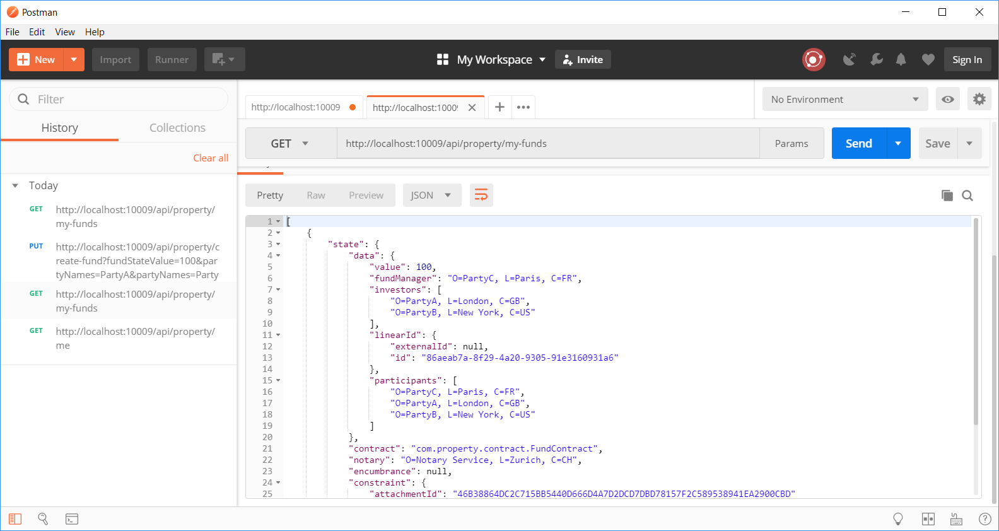 Postman
File Edit View Help
New Import Runner My Workspace Invite Sign In
Filter
History Collections
Clear all
Today
GET http://localhost:10009/api/property/
my-funds
PUT http://localhost:10009/api/property/c
reate-fund?fundStateValue=100&par
tyNames=PartyA&partyNames=Party
GET http://localhost:10009/api/property/
my-funds
GET http://localhost:10009/api/property/
me
http://localhost:10009
http://localhost:1000
No Environment
GET http://localhost:10009/api/property/my-funds Params Send Save
Pretty Raw Preview JSON
1 [
2 {
3 "state": {
4 "data": {
5 "value": 100,
6 "fundManager": "O=PartyC, L=Paris, C=FR",
7 "investors": [
8 "O=PartyA, L=London, C=GB",
9 "O=PartyB, L=New York, C=US"
10 ],
11 "linearId": {
12 "externalId": null,
13 "id": "86aeab7a-8f29-4a20-9305-91e3160931a6"
14 },
15 "participants": [
16 "O=PartyC, L=Paris, C=FR",
17 "O=PartyA, L=London, C=GB",
18 "O=PartyB, L=New York, C=US"
19 ]
20 },
21 "contract": "com.property.contract.FundContract",
22 "notary": "O=Notary Service, L=Zurich, C=CH",
23 "encumbrance": null,
24 "constraint": {
25 "attachmentId": "46B38864DC2C715BB5440D666D4A7D2DCD7DBD78157F2C589538941EA2900CBD"